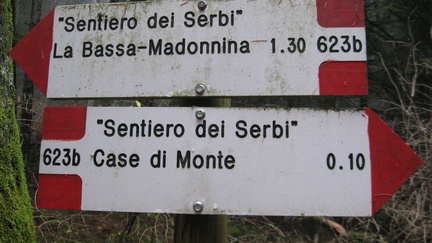 "Sentiero dei Serbi"
La Bassa-Madonnina 1.30 623b
"Sentiero dei Serbi"
623b Case di Monte 0.10